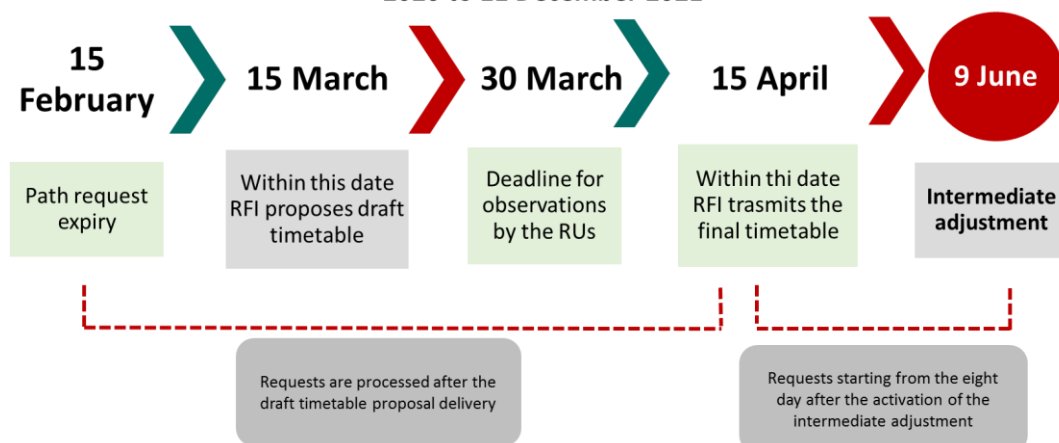 15
February
15 March
30 March
15 April
9 June
Path request
expiry
Within this date
RFI proposes draft
timetable
Deadline for
observations
by the RUs
Within thi date
RFI trasmits the
final timetable
Intermediate
adjustment
Requests are processed after the
draft timetable proposal delivery
Requests starting from the eight
day after the activation of the
intermediate adjustment